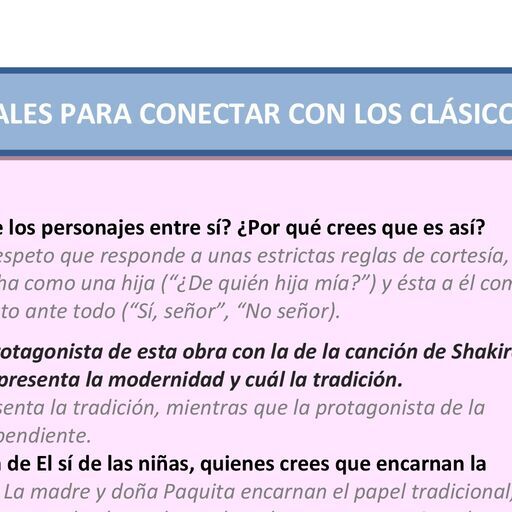 ALES PARA CONECTAR CON LOS CLÁSICO
e los personajes entre sí? ¿Por qué crees que es así?
espeto que responde a unas estrictas reglas de cortesía,
ha como una hija (“¿De quién hija mía?”) y ésta a él com
to ante todo (“Sí, señor”, “No señor).
rotagonista de esta obra con la de la canción de Shakir
presenta la modernidad y cuál la tradición.
senta la tradición, mientras que la protagonista de la
pendiente.
n de El sí de las niñas, quienes crees que encarnan la
La madre y doña Paquita encarnan el papel tradicional,